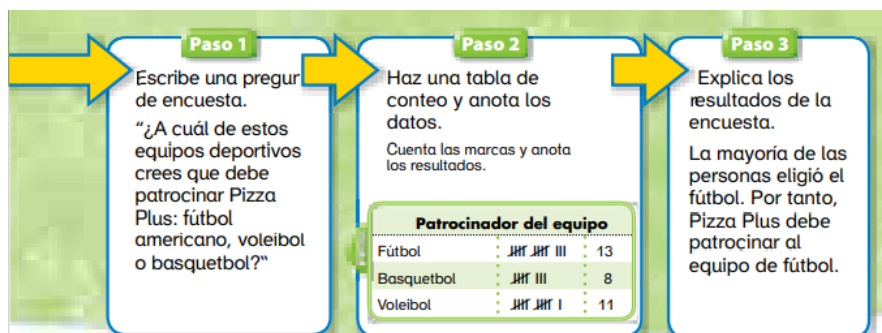 Paso 1
Escribe una pregun
de encuesta.
"¿A cuál de estos
equipos deportivos
crees que debe
patrocinar Pizza
Plus: fútbol
americano, voleibol
o basquetbol?"
Paso 2
Haz una tabla de
conteo y anota los
datos.
Cuenta las marcas y anota
los resultados.
Patrocinador del equipo
Fútbol 13
Basquetbol 8
Voleibol 11
Paso 3
Explica los
resultados de la
encuesta.
La mayoría de las
personas eligió el
fútbol. Por tanto,
Pizza Plus debe
patrocinar al
equipo de fútbol.